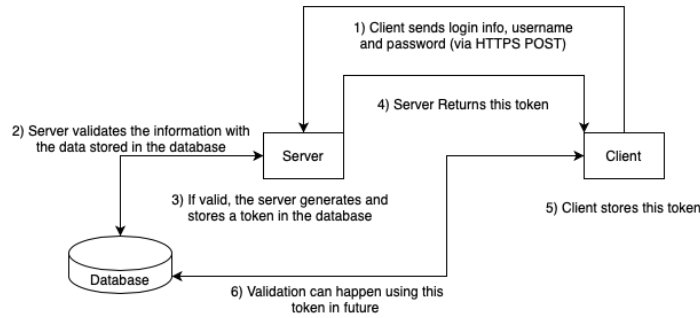 1) Client sends login info, username
and password (via HTTPS POST)
4) Server Returns this token
2) Server validates the information with
the data stored in the database
Server
Client
3) If valid, the server generates and
stores a token in the database
5) Client stores this token
Database
6) Validation can happen using this
token in future